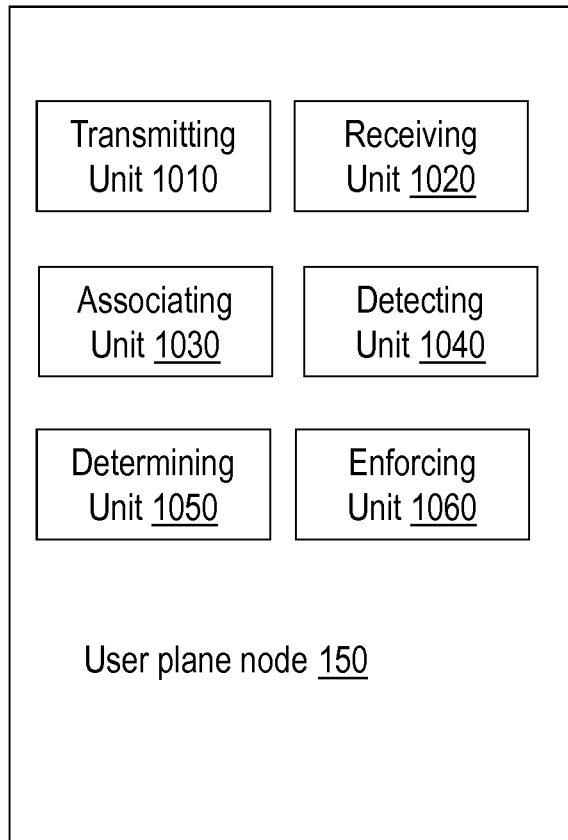 Transmitting
Unit 1010
Receiving
Unit 1020
Associating
Unit 1030
Detecting
Unit 1040
Determining
Unit 1050
Enforcing
Unit 1060
User plane node 150